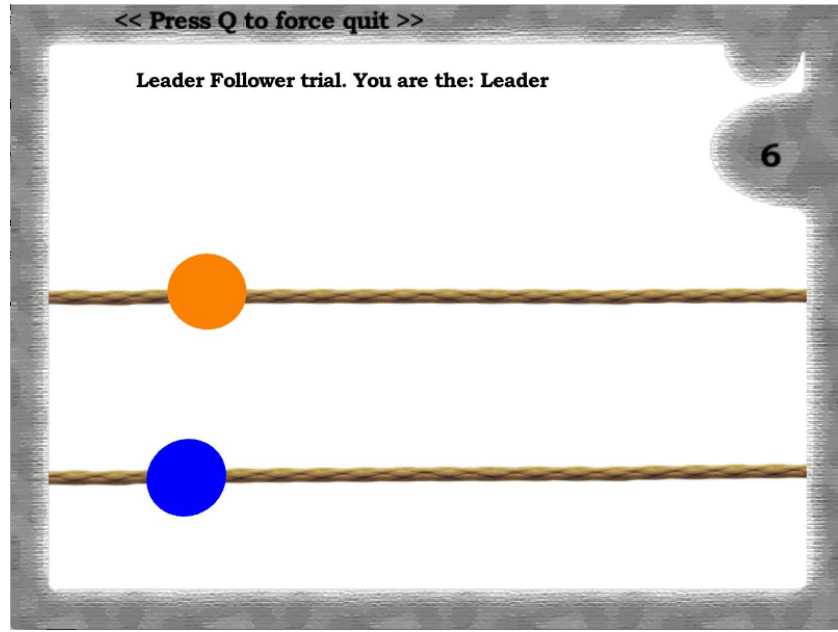 << Press Q to force quit >>
Leader Follower trial. You are the: Leader
6